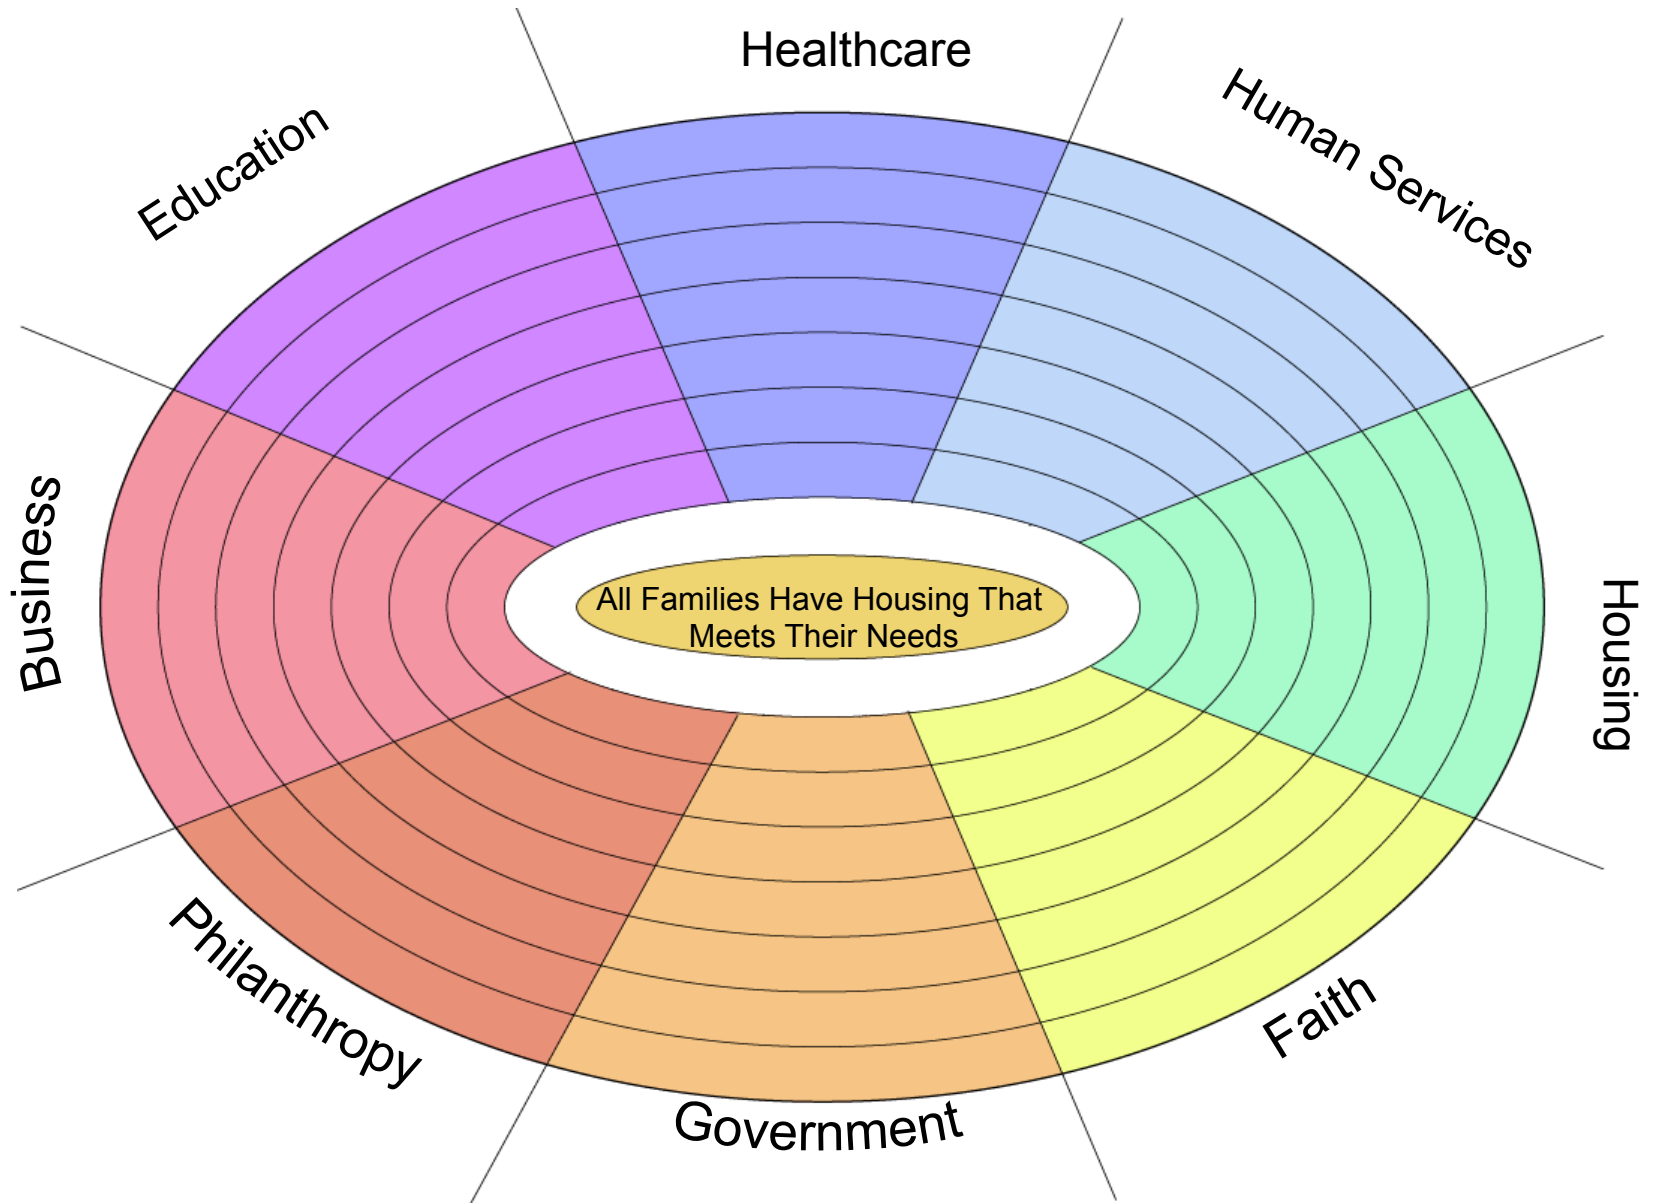 Healthcare
Human Services
Education
Business
All Families Have Housing That
Meets Their Needs
Housing
Philanthropy
Faith
Government